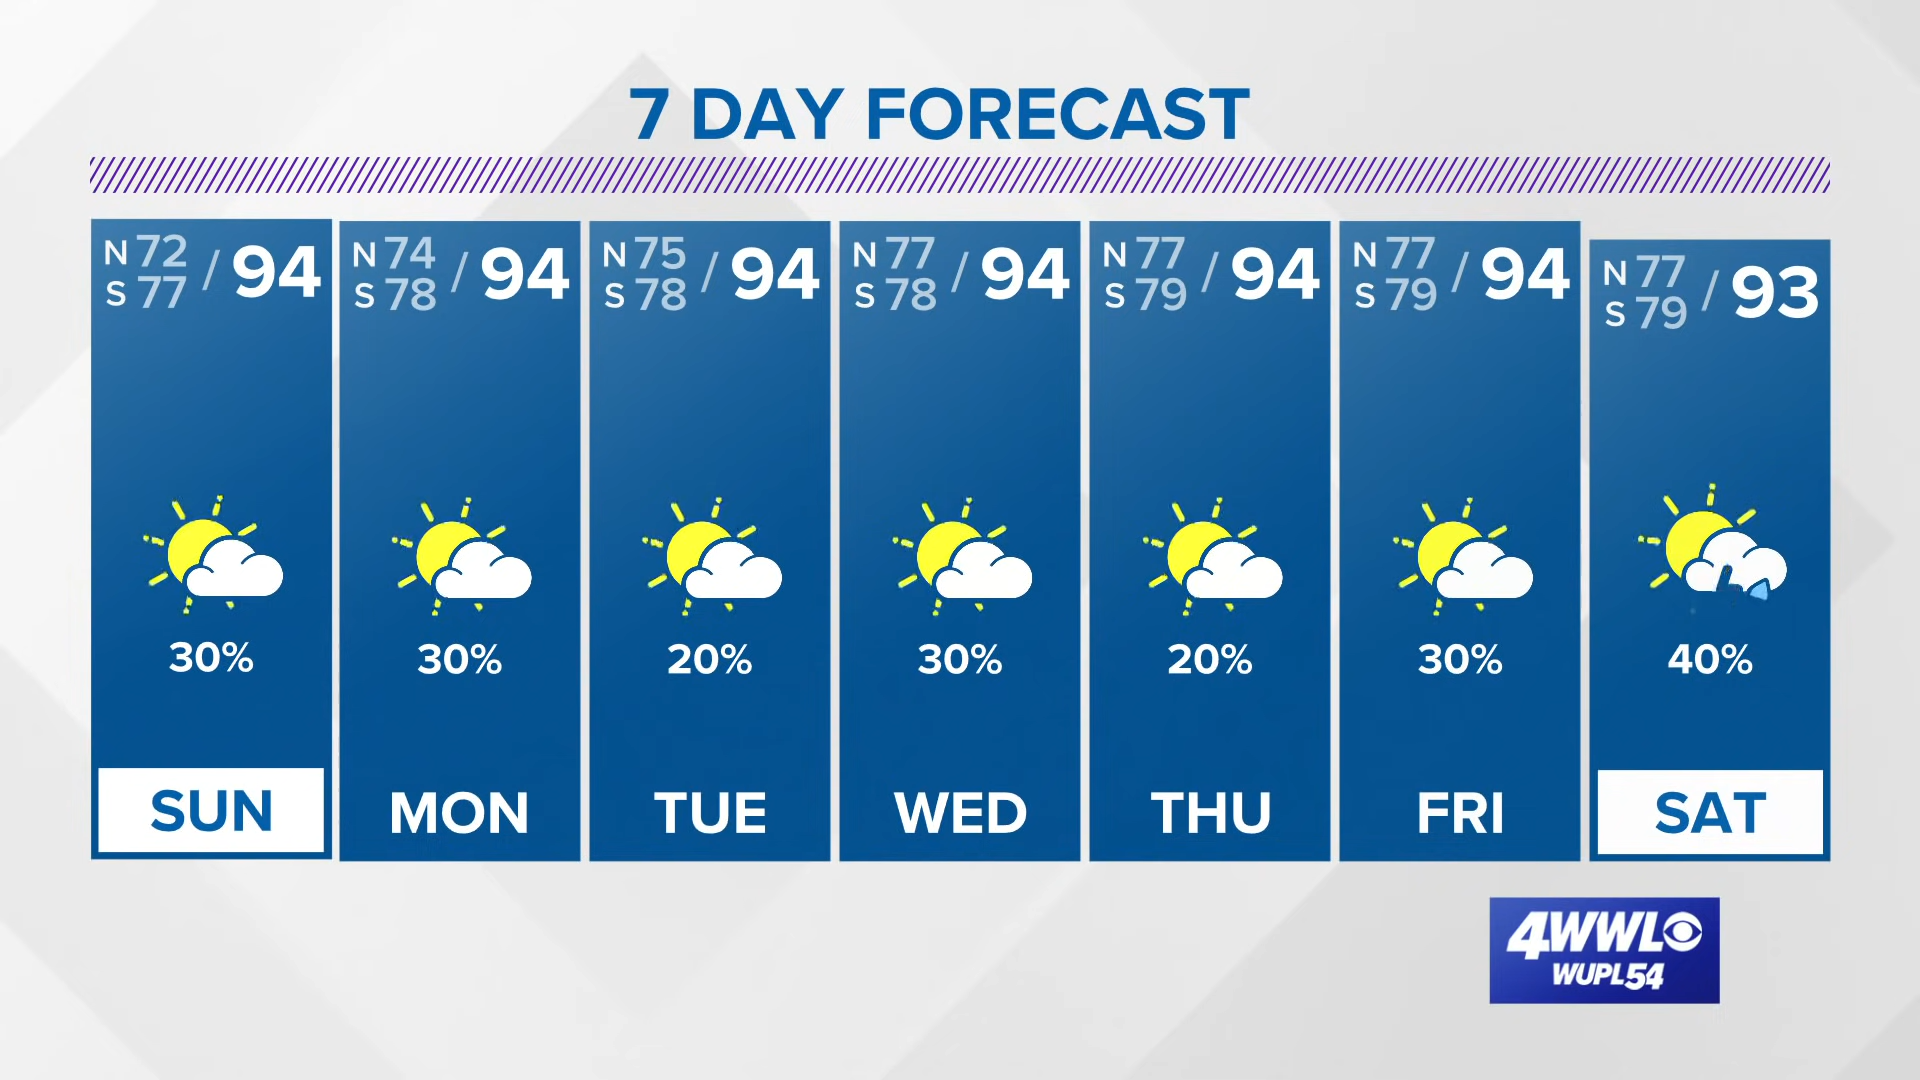 7 DAY FORECAST
N 72 / 94
S 77
30%
SUN
N 74 / 94
S 78
30%
MON
N 75 / 94
S 78
20%
TUE
N 77 / 94
S 78
30%
WED
N 77 / 94
S 79
20%
THU
N 77 / 94
S 79
30%
FRI
N 77 / 93
S 79
40%
SAT
4WWL
WUPL54